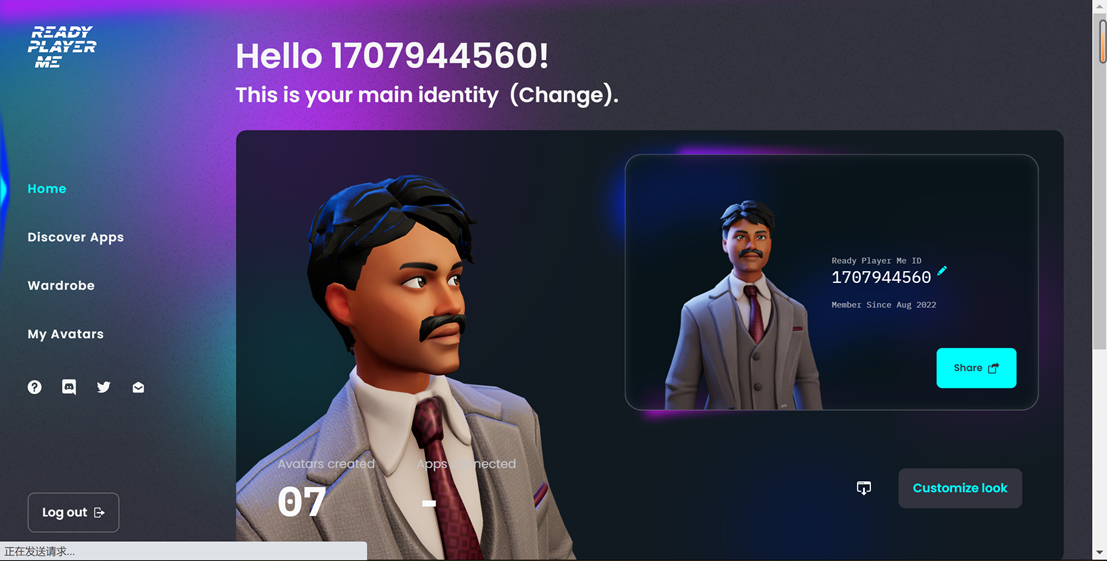 READY
PLAYER
ME
Hello 1707944560!
This is your main identity (Change).
Home
Discover Apps
Wardrobe
My Avatars
Log out
Ready Player Me ID
1707944560
Member Since Aug 2022
Share
Avatars created
Apps connected
07
-
Customize look
正在发送请求...